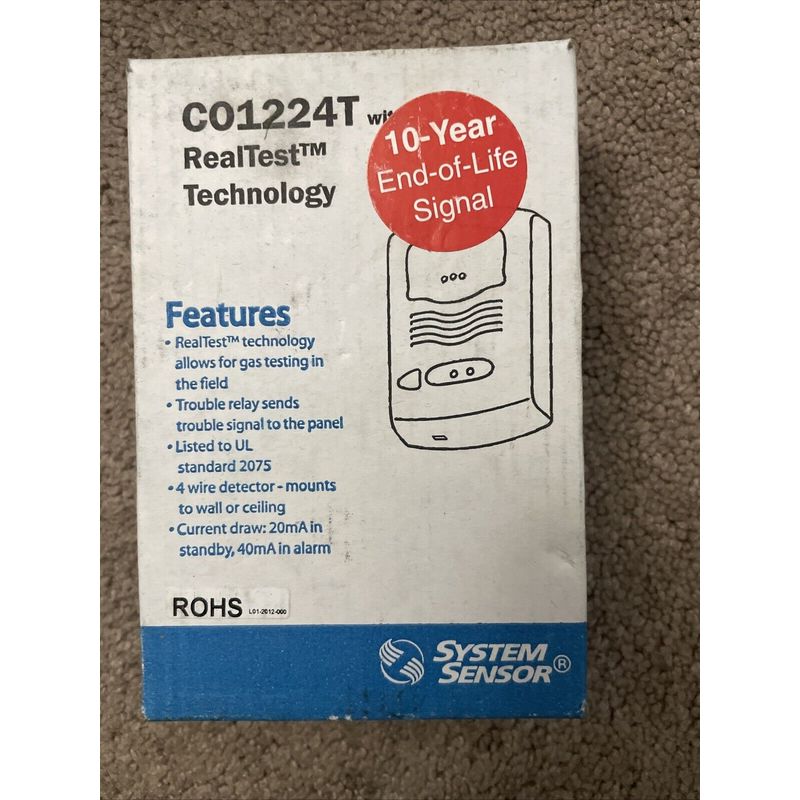 CO1224T
RealTest™
Technology
10-Year
End-of-Life
Signal
Features
• RealTest™ technology
allows for gas testing in
the field
• Trouble relay sends
trouble signal to the panel
• Listed to UL
standard 2075
• 4 wire detector - mounts
to wall or ceiling
• Current draw: 20mA in
standby, 40mA in alarm
ROHS L01-2012-000
SYSTEM
SENSOR®